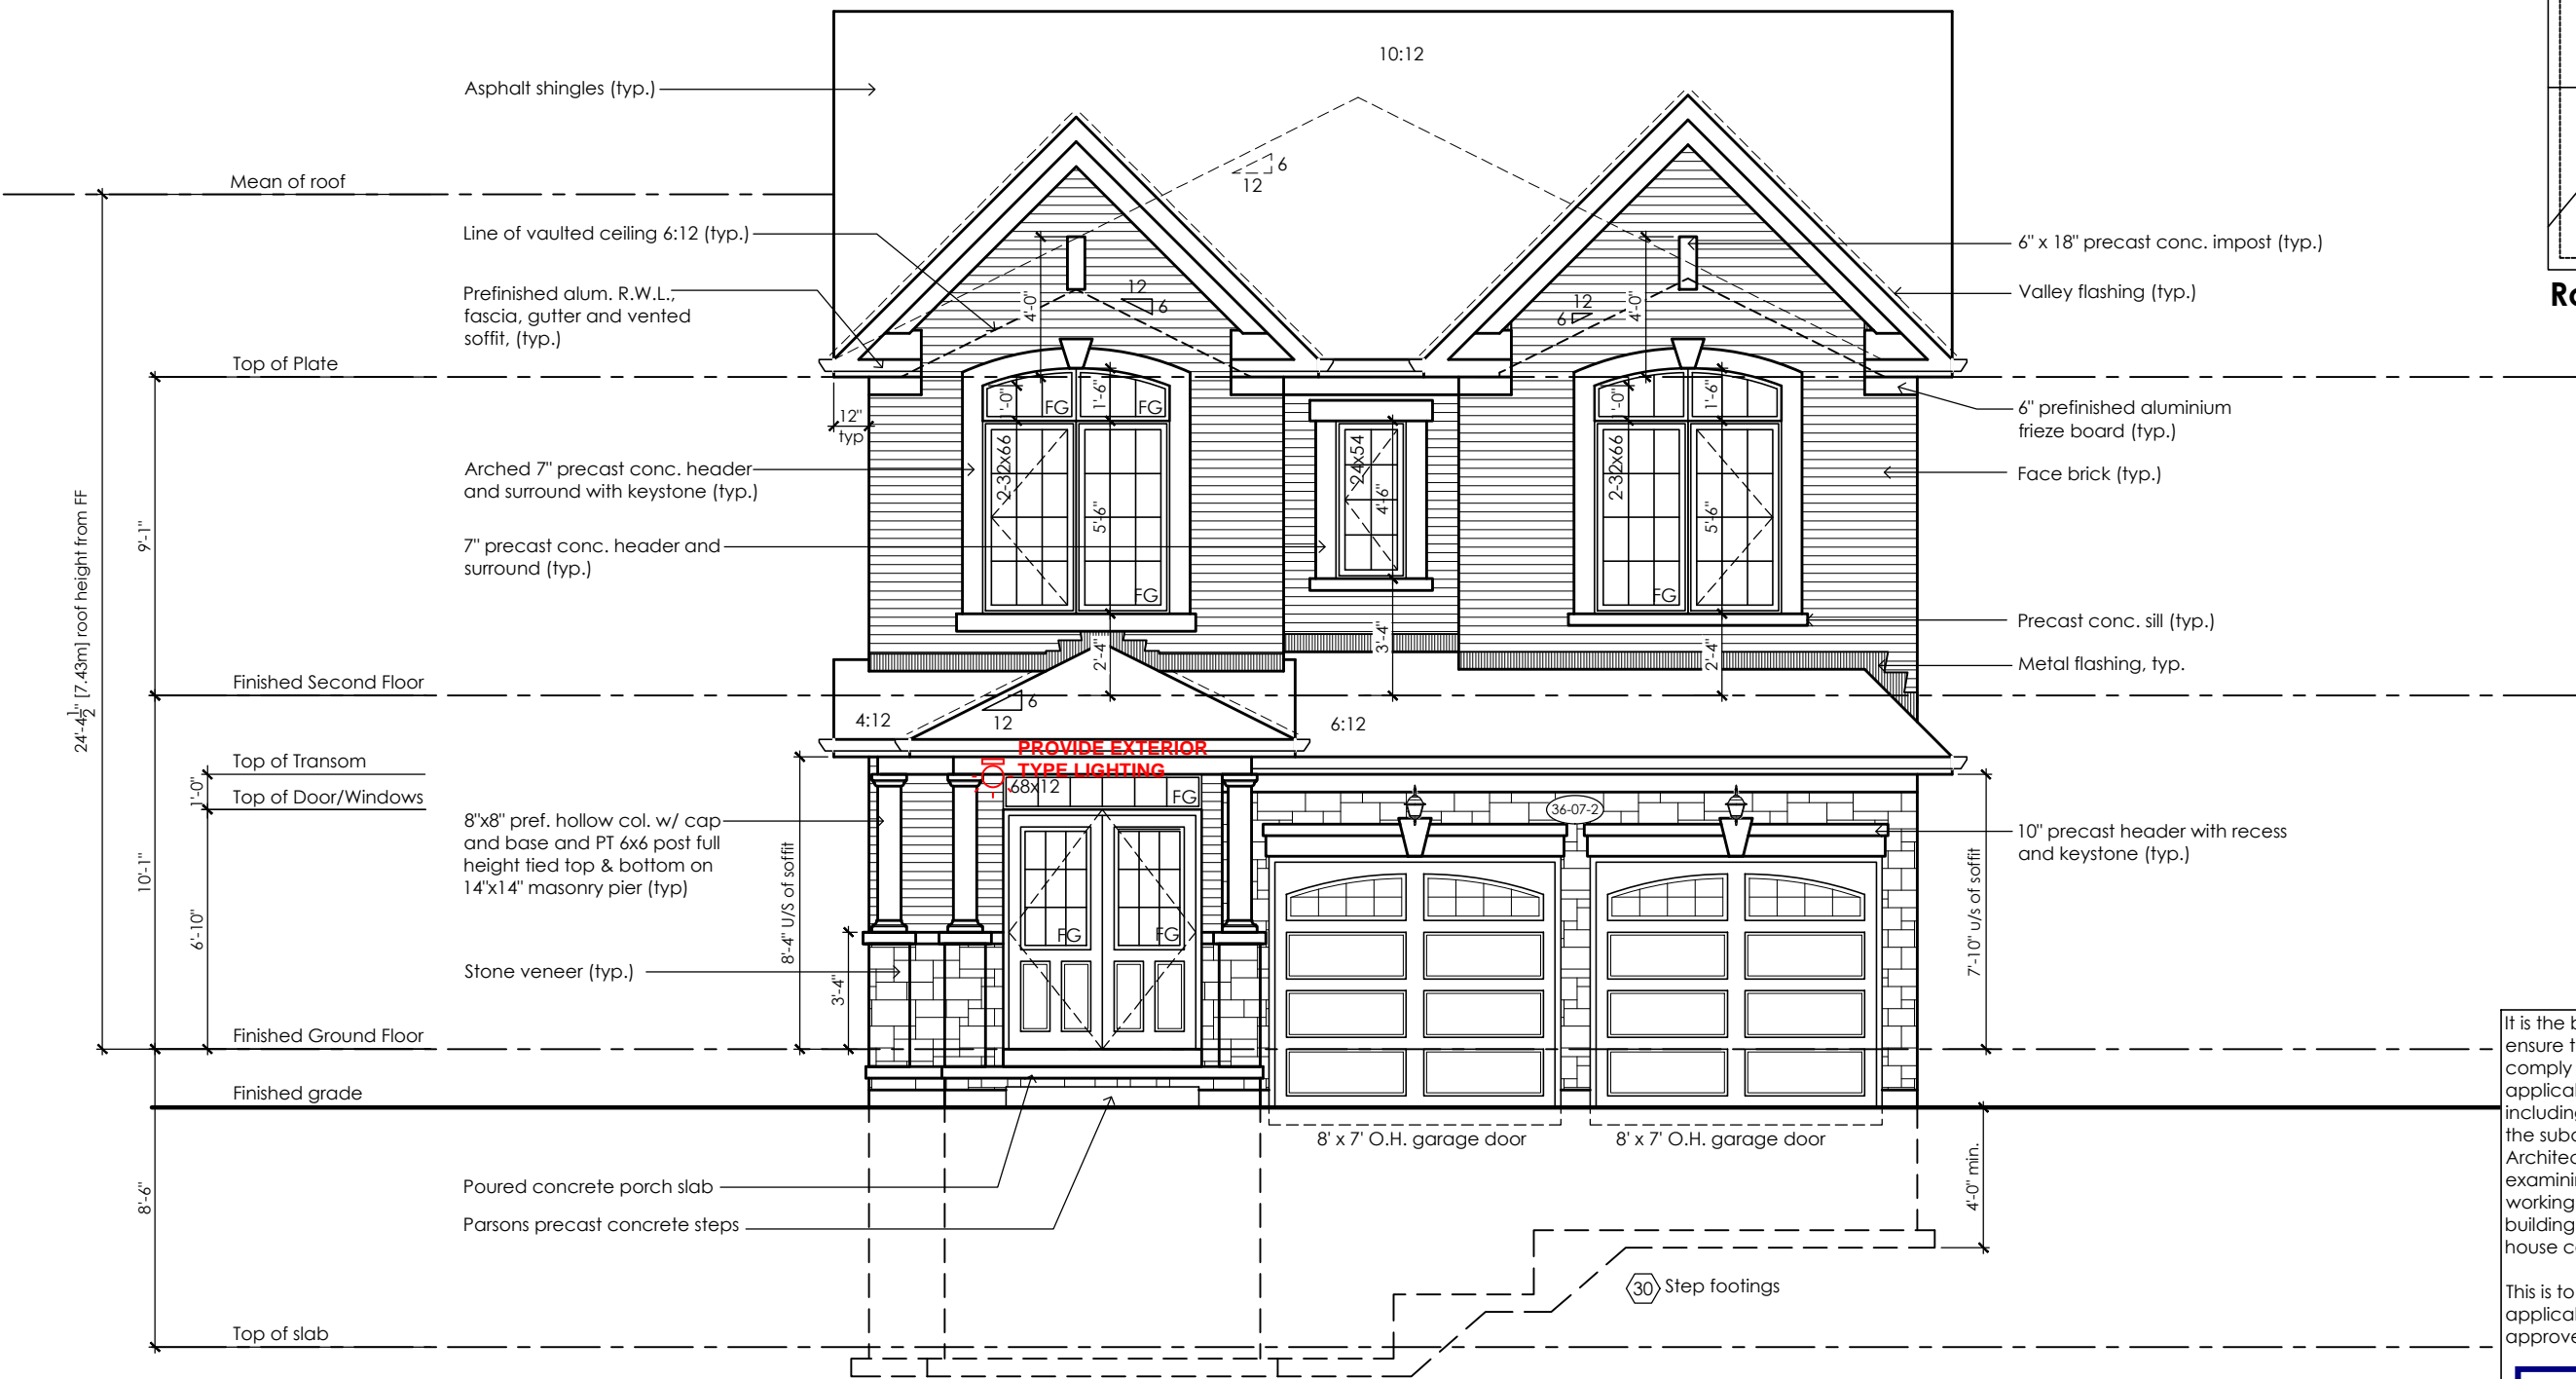 10:12
Asphalt shingles (typ.)
Mean of roof
6
12
Line of vaulted ceiling 6:12 (typ.)
6" x 18" precast conc. impost (typ.)
Prefinished alum. R.W.L.,
fascia, gutter and vented
soffit, (typ.)
12
6
4'-0"
12
6
4'-0"
Valley flashing (typ.)
Top of Plate
12"
typ
1'-0"
FG
1'-6"
FG
1'-0"
1'-6"
6" prefinished aluminium
frieze board (typ.)
Arched 7" precast conc. header
and surround with keystone (typ.)
2-32x66
24x54
4'-6"
2-32x66
Face brick (typ.)
9'-1"
5'-6"
5'-6"
7" precast conc. header and
surround (typ.)
FG
FG
24'-4 1/2" [7.43m] roof height from FF
2'-4"
3'-4"
2'-4"
Precast conc. sill (typ.)
Metal flashing, typ.
Finished Second Floor
4:12
6
12
6:12
PROVIDE EXTERIOR
TYPE LIGHTING
Top of Transom
1'-0"
Top of Door/Windows
68x12
FG
36-07-2
8"x8" pref. hollow col. w/ cap
and base and PT 6x6 post full
height tied top & bottom on
14"x14" masonry pier (typ)
10" precast header with recess
and keystone (typ.)
10'-1"
6'-10"
8'-4" U/S of soffit
7'-10" u/s of soffit
FG
FG
Stone veneer (typ.)
3'-4"
Finished Ground Floor
Finished grade
8' x 7' O.H. garage door
8' x 7' O.H. garage door
4'-0" min.
Poured concrete porch slab
Parsons precast concrete steps
8'-6"
30 Step footings
Top of slab
It is the
ensure
comply
including
the
working
building
house
This is to